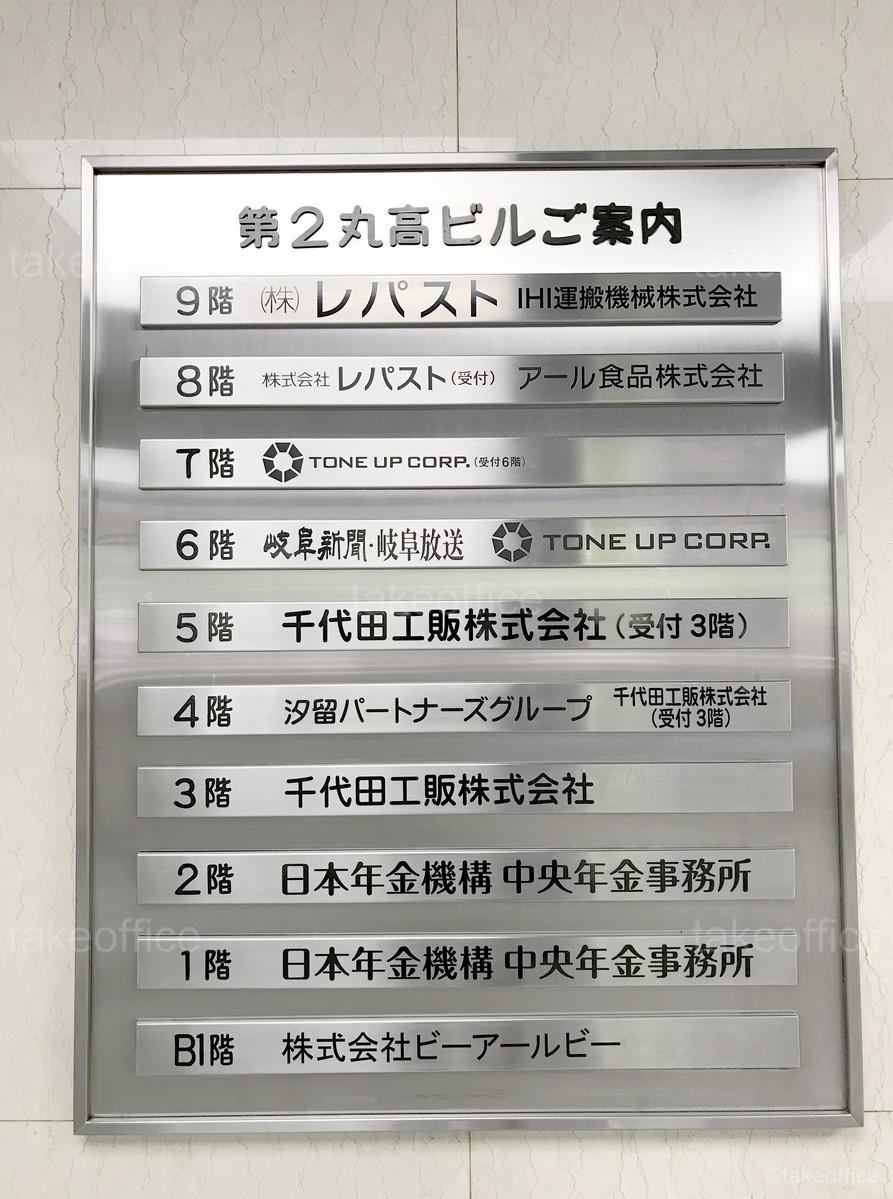 第2丸高ビルご案内
9階 ㈱ レパスト IHI運搬機械株式会社
8階 株式会社 レパスト(受付) アール食品株式会社
7階 TONE UP CORP.(受付6階)
6階 岐阜新聞・岐阜放送 TONE UP CORP.
5階 千代田工販株式会社(受付3階)
4階 汐留パートナーズグループ 千代田工販株式会社
(受付3階)
3階 千代田工販株式会社
2階 日本年金機構 中央年金事務所
1階 日本年金機構 中央年金事務所
B1階 株式会社ビーアールビー
takeoffice
takeoffice
takeoffice
takeoffice
takeoffice
©takeoffice